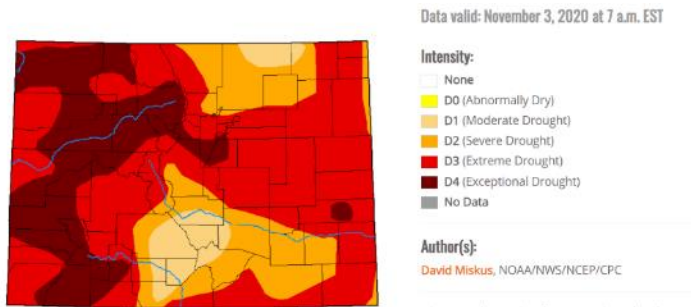 Data valid: November 3, 2020 at 7 a.m. EST
Intensity:
None
D0 (Abnormally Dry)
D1 (Moderate Drought)
D2 (Severe Drought)
D3 (Extreme Drought)
D4 (Exceptional Drought)
No Data
Author(s):
David Miskus, NOAA/NWS/NCEP/CPC